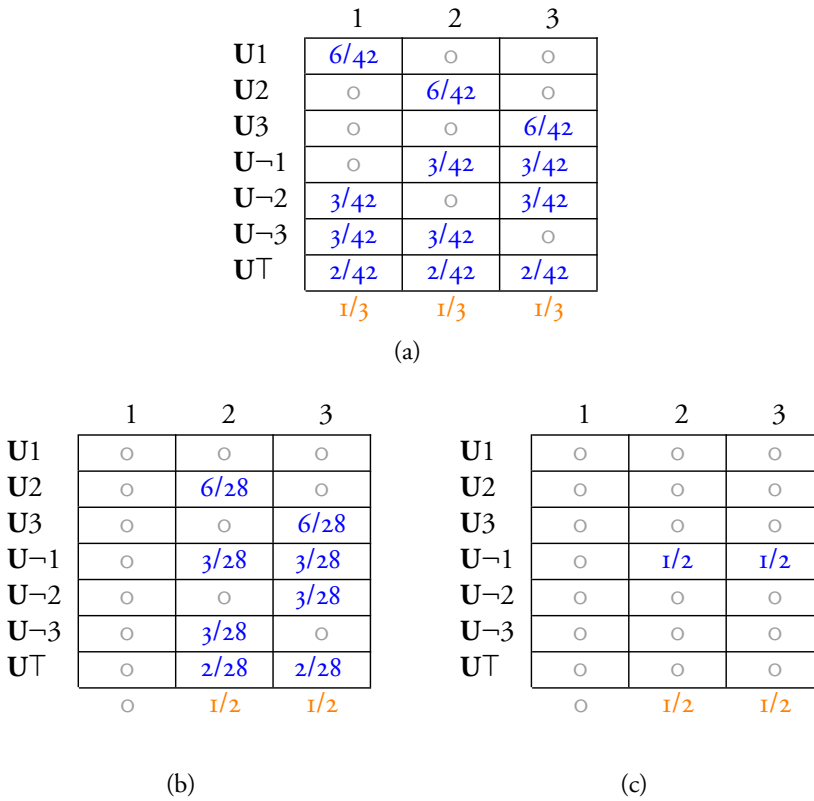 1 2 3
U1 6/42 0 0
U2 0 6/42 0
U3 0 0 6/42
U¬1 0 3/42 3/42
U¬2 3/42 0 3/42
U¬3 3/42 3/42 0
U⊤ 2/42 2/42 2/42
1/3 1/3 1/3
(a)
1 2 3
U1 0 0 0
U2 0 6/28 0
U3 0 0 6/28
U¬1 0 3/28 3/28
U¬2 0 0 3/28
U¬3 0 3/28 0
U⊤ 0 2/28 2/28
0 1/2 1/2
(b)
1 2 3
U1 0 0 0
U2 0 0 0
U3 0 0 0
U¬1 0 1/2 1/2
U¬2 0 0 0
U¬3 0 0 0
U⊤ 0 0 0
0 1/2 1/2
(c)